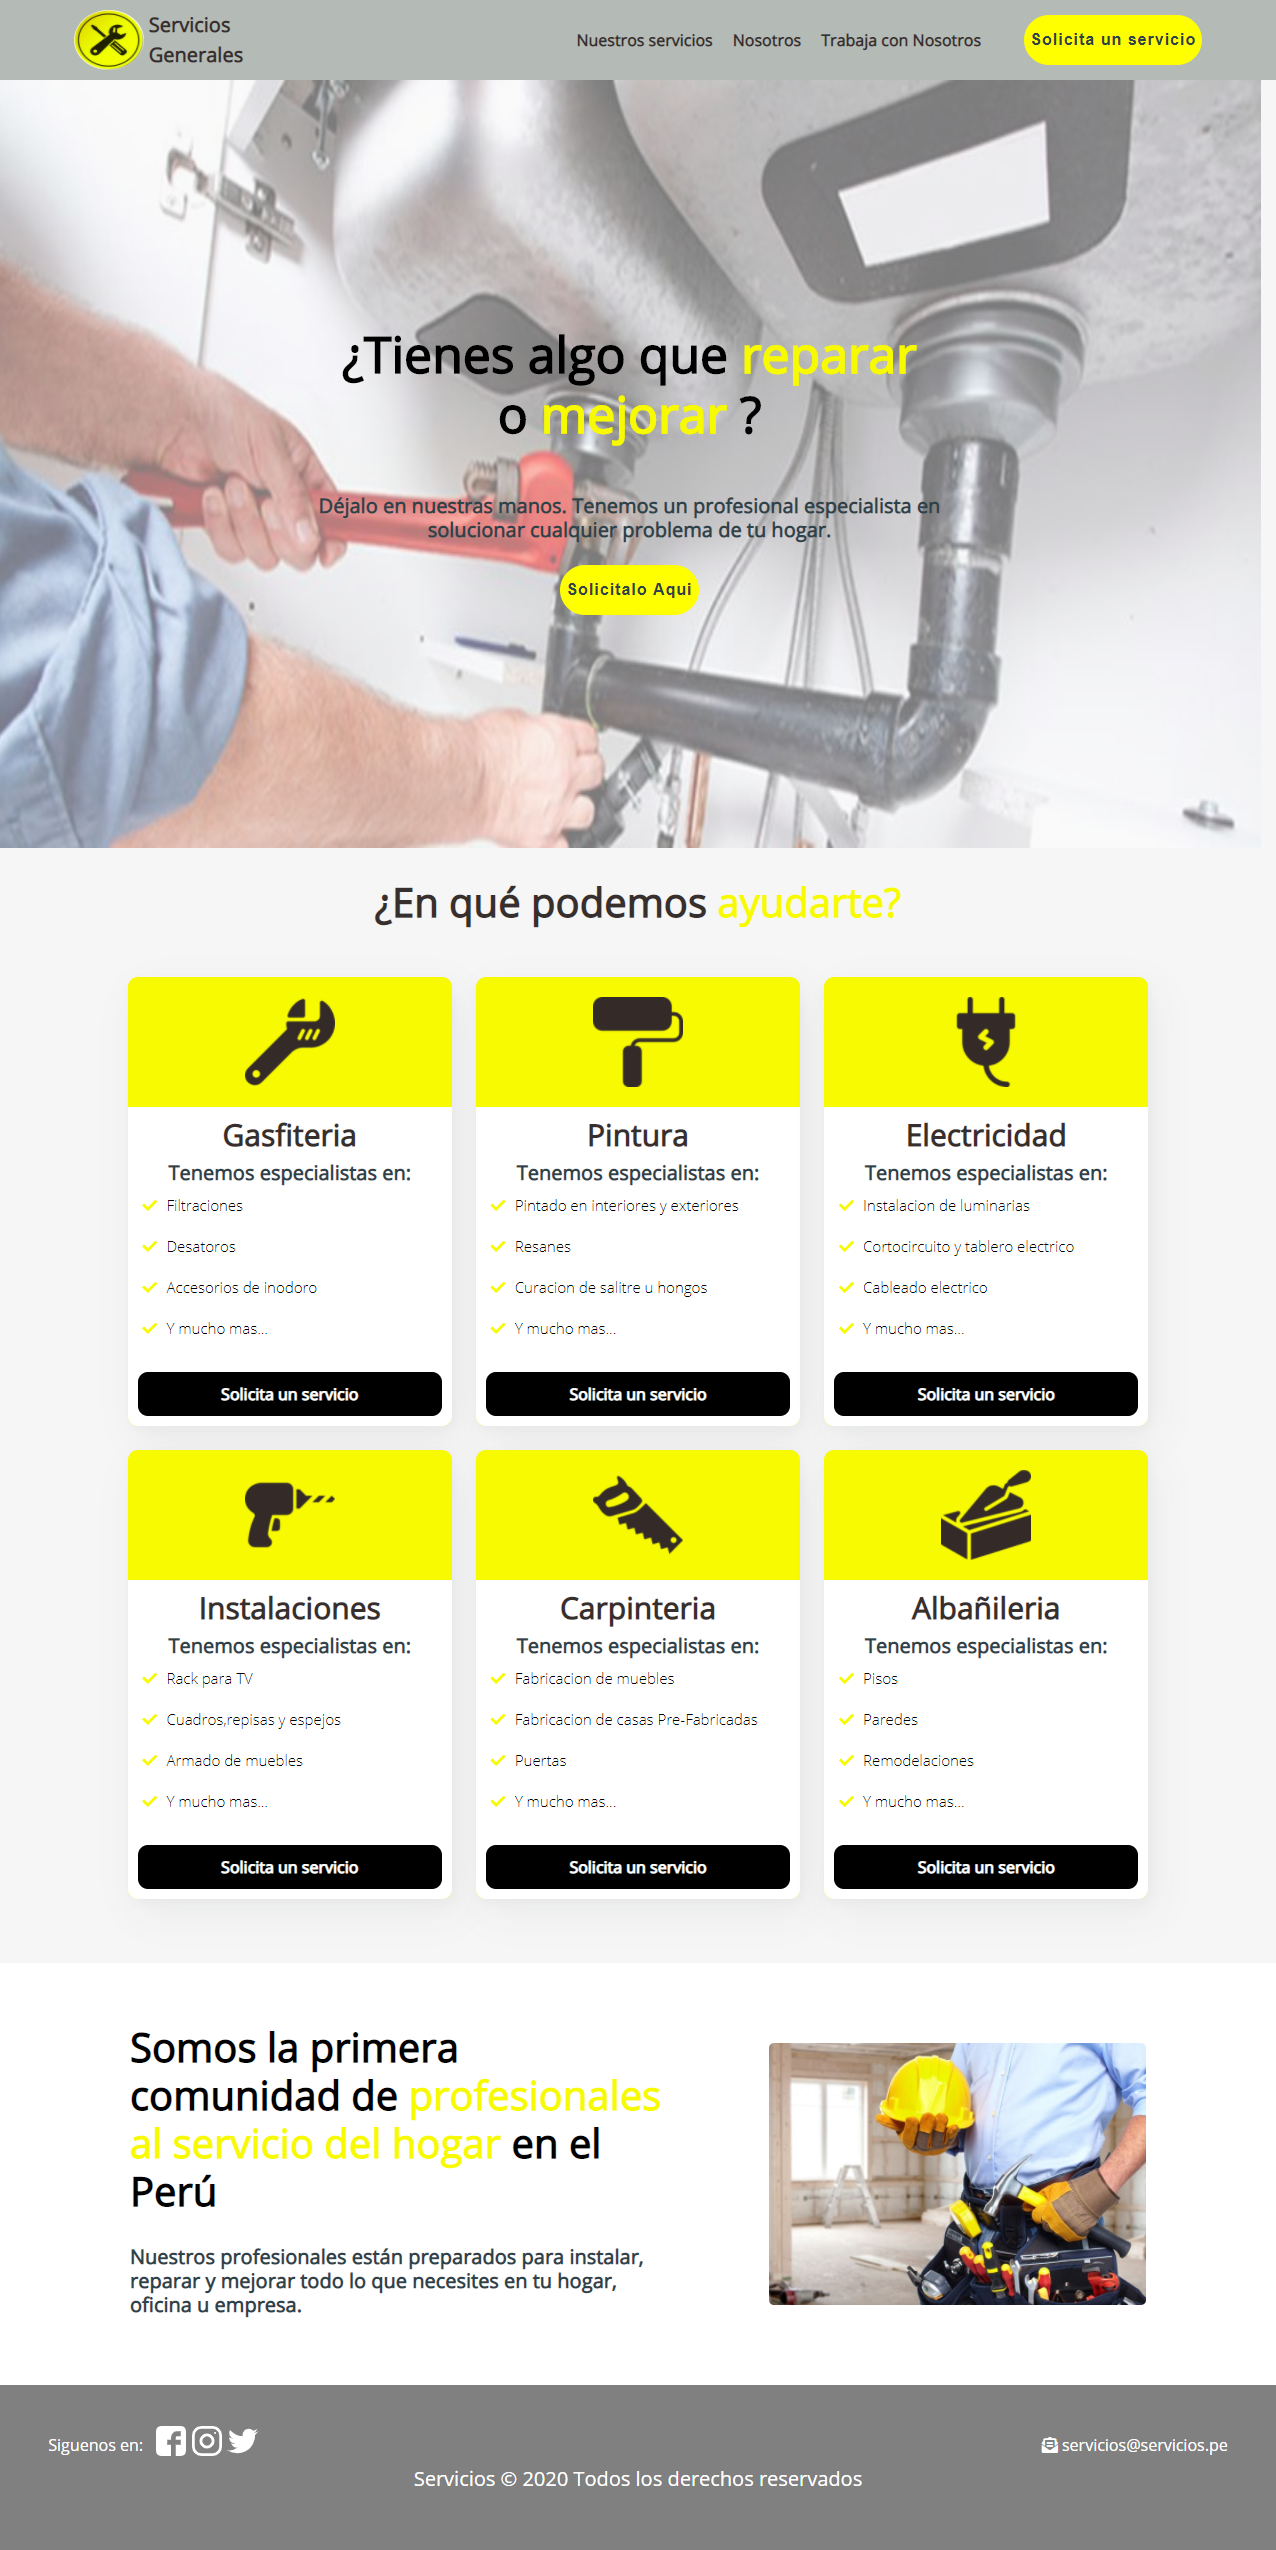 Servicios
Generales
Nuestros servicios
Nosotros
Trabaja con Nosotros
Solicita un servicio
¿Tienes algo que reparar
o mejorar ?
Déjalo en nuestras manos. Tenemos un profesional especialista en
solucionar cualquier problema de tu hogar.
Solicitalo Aqui
¿En qué podemos ayudarte?
Gasfiteria
Tenemos especialistas en:
Filtraciones
Desatoros
Accesorios de inodoro
Y mucho mas...
Solicita un servicio
Pintura
Tenemos especialistas en:
Pintado en interiores y exteriores
Resanes
Curacion de salitre u hongos
Y mucho mas...
Solicita un servicio
Electricidad
Tenemos especialistas en:
Instalacion de luminarias
Cortocircuito y tablero electrico
Cableado electrico
Y mucho mas...
Solicita un servicio
Instalaciones
Tenemos especialistas en:
Rack para TV
Cuadros,repisas y espejos
Armado de muebles
Y mucho mas...
Solicita un servicio
Carpinteria
Tenemos especialistas en:
Fabricacion de muebles
Fabricacion de casas Pre-Fabricadas
Puertas
Y mucho mas...
Solicita un servicio
Albañileria
Tenemos especialistas en:
Pisos
Paredes
Remodelaciones
Y mucho mas...
Solicita un servicio
Somos la primera
comunidad de profesionales
al servicio del hogar en el
Perú
Nuestros profesionales están preparados para instalar,
reparar y mejorar todo lo que necesites en tu hogar,
oficina u empresa.
Siguenos en:
servicios@servicios.pe
Servicios © 2020 Todos los derechos reservados